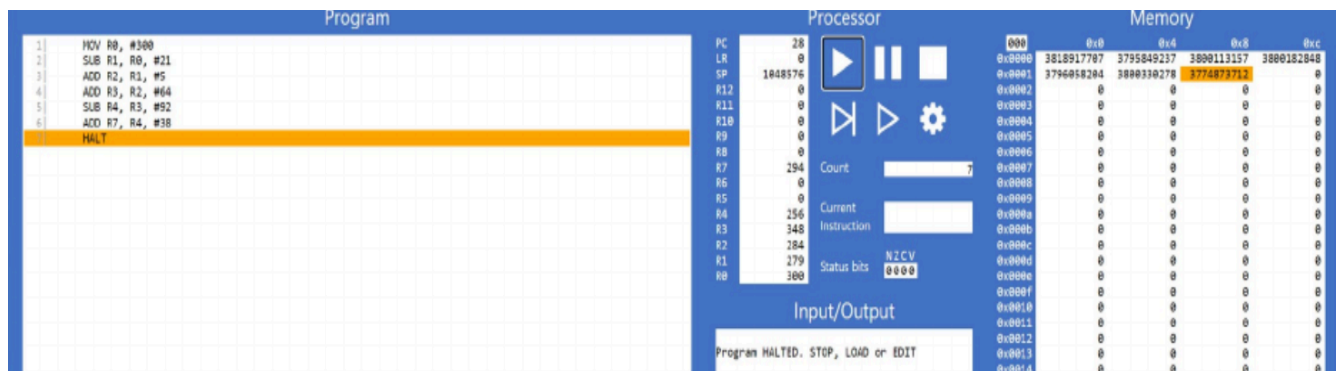 Program
1 MOV R0, #300
2 SUB R1, R0, #21
3 ADD R2, R1, #5
4 ADD R3, R2, #64
5 SUB R4, R3, #92
6 ADD R7, R4, #38
HALT
Processor
PC 28
LR 0
SP 1048576
R12 0
R11 0
R10 0
R9 0
R8 0
R7 294
R6 0
R5 0
R4 256
R3 348
R2 284
R1 279
R0 300
Count 7
Current
Instruction
Status bits NZCV
0000
Input/Output
Program HALTED. STOP, LOAD or EDIT
Memory
000 0x0 0x4 0x8 0xc
0x0000 3818917707 3795849237 3800113157 3800182848
0x0001 3796058204 3800330278 3774873712 0
0x0002 0 0 0 0
0x0003 0 0 0 0
0x0004 0 0 0 0
0x0005 0 0 0 0
0x0006 0 0 0 0
0x0007 0 0 0 0
0x0008 0 0 0 0
0x0009 0 0 0 0
0x000a 0 0 0 0
0x000b 0 0 0 0
0x000c 0 0 0 0
0x000d 0 0 0 0
0x000e 0 0 0 0
0x000f 0 0 0 0
0x0010 0 0 0 0
0x0011 0 0 0 0
0x0012 0 0 0 0
0x0013 0 0 0 0
0x0014 0 0 0 0